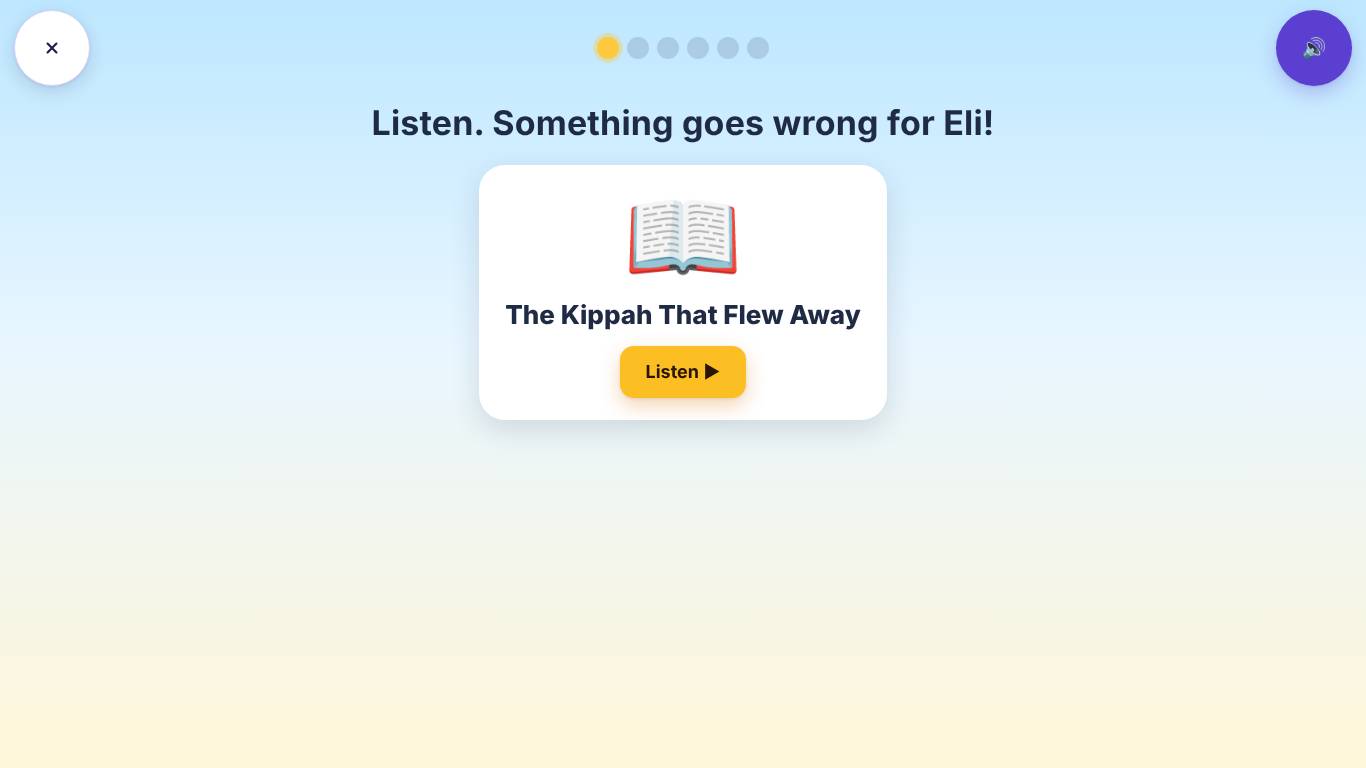 Listen. Something goes wrong for Eli!
The Kippah That Flew Away
Listen ▶